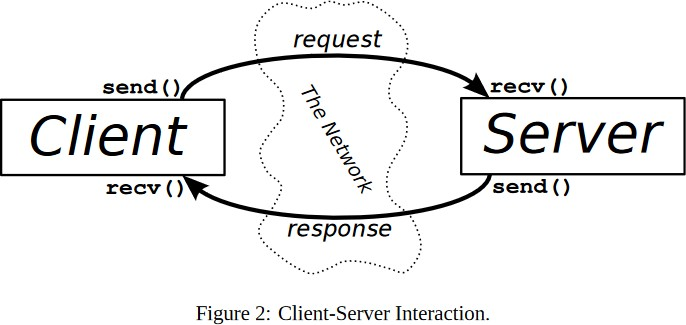 request
send()
recv()
Client
The Network
Server
recv()
send()
response
Figure 2: Client-Server Interaction.